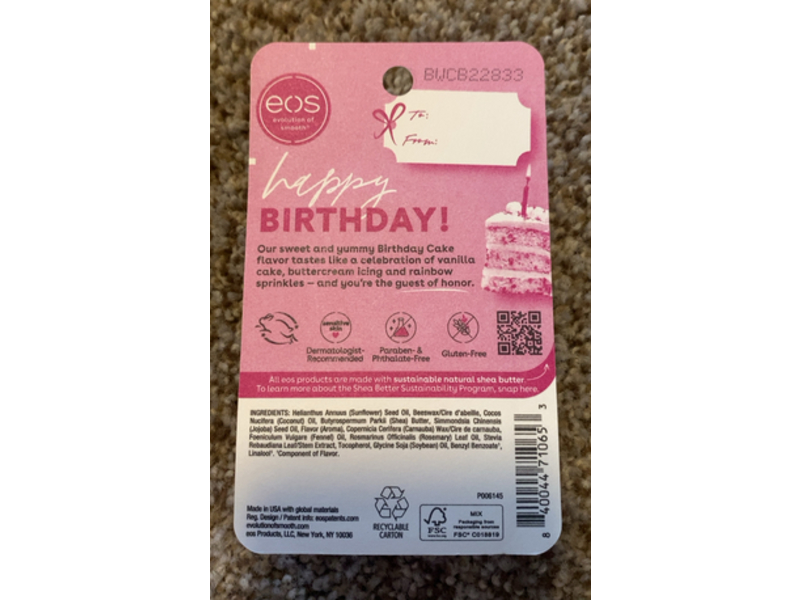 BWCB22833
eos
evolution of
smooth®
To:
From:
happy
BIRTHDAY!
Our sweet and yummy Birthday Cake
flavor tastes like a celebration of vanilla
cake, buttercream icing and rainbow
sprinkles – and you're the guest of honor.
sensitive
skin
Dermatologist-
Recommended
Paraben- &
Phthalate-Free
Gluten-Free
All eos products are made with sustainable natural shea butter.
To learn more about the Shea Better Sustainability Program, snap here.
INGREDIENTS: Helianthus Annuus (Sunflower) Seed Oil, Beeswax/Cire d'abeille, Cocos
Nucifera (Coconut) Oil, Butyrospermum Parkii (Shea) Butter, Simmondsia Chinensis
(Jojoba) Seed Oil, Flavor (Aroma), Copernicia Cerifera (Carnauba) Wax/Cire de carnauba,
Foeniculum Vulgare (Fennel) Oil, Rosmarinus Officinalis (Rosemary) Leaf Oil, Stevia
Rebaudiana Leaf/Stem Extract, Tocopherol, Glycine Soja (Soybean) Oil, Benzyl Benzoate*,
Linalool*. *Component of Flavor.
8 40044 71065 3
P006145
Made in USA with global materials
Reg. Design / Patent info: eospatents.com
evolutionofsmooth.com
eos Products, LLC, New York, NY 10036
RECYCLABLE
CARTON
FSC
www.fsc.org
MIX
Packaging from
responsible sources
FSC® C018819